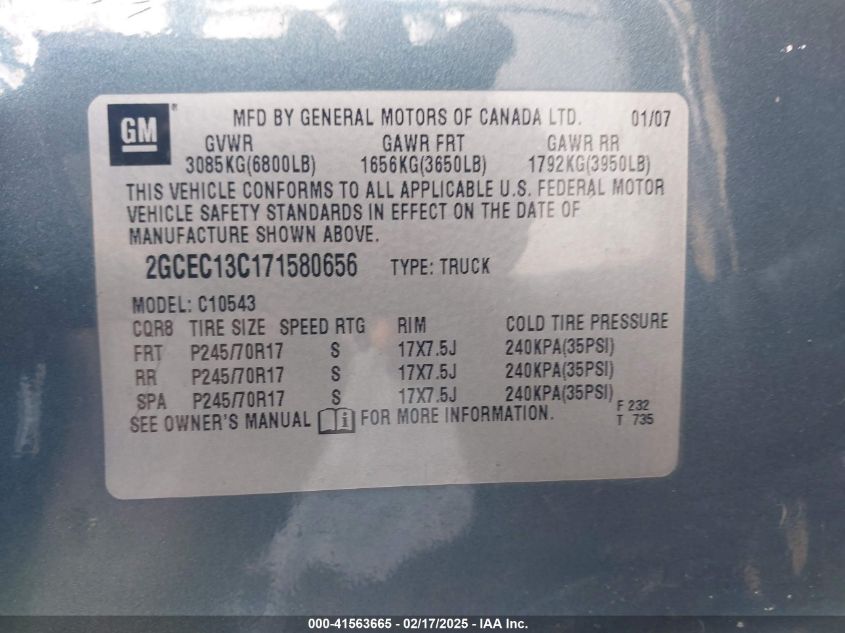 GM ® MFD BY GENERAL MOTORS OF CANADA LTD. 01/07
GVWR GAWR FRT GAWR RR
3085KG(6800LB) 1656KG(3650LB) 1792KG(3950LB)
THIS VEHICLE CONFORMS TO ALL APPLICABLE U.S. FEDERAL MOTOR
VEHICLE SAFETY STANDARDS IN EFFECT ON THE DATE OF
MANUFACTURE SHOWN ABOVE.
2GCEC13C171580656 TYPE: TRUCK
MODEL: C10543
CQR8 TIRE SIZE SPEED RTG RIM COLD TIRE PRESSURE
FRT P245/70R17 S 17X7.5J 240KPA(35PSI)
RR P245/70R17 S 17X7.5J 240KPA(35PSI)
SPA P245/70R17 S 17X7.5J 240KPA(35PSI)
SEE OWNER'S MANUAL i FOR MORE INFORMATION.
F 232
T 735
000-41563665 - 02/17/2025 - IAA Inc.